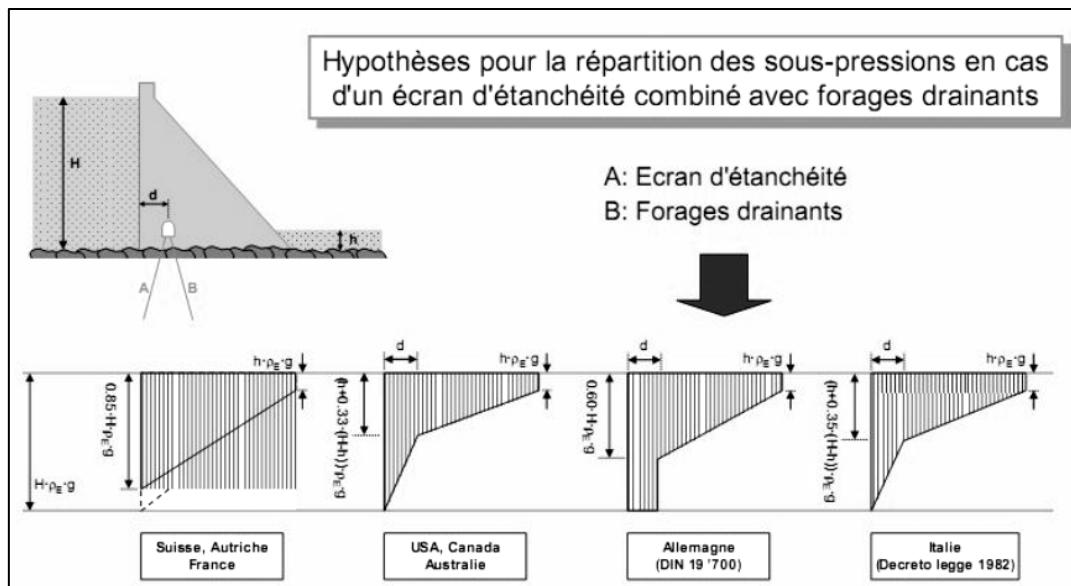 Hypothèses pour la répartition des sous-pressions en cas
d'un écran d'étanchéité combiné avec forages drainants
H
d
h
A
B
A: Ecran d'étanchéité
B: Forages drainants
H·ρE·g
0.85·H·ρE·g
h·ρE·g
Suisse, Autriche
France
d
(h+0.33·(H-h))·ρE·g
h·ρE·g
USA, Canada
Australie
d
0.60·H·ρE·g
h·ρE·g
Allemagne
(DIN 19 '700)
d
(h+0.35·(H-h))·ρE·g
h·ρE·g
Italie
(Decreto legge 1982)